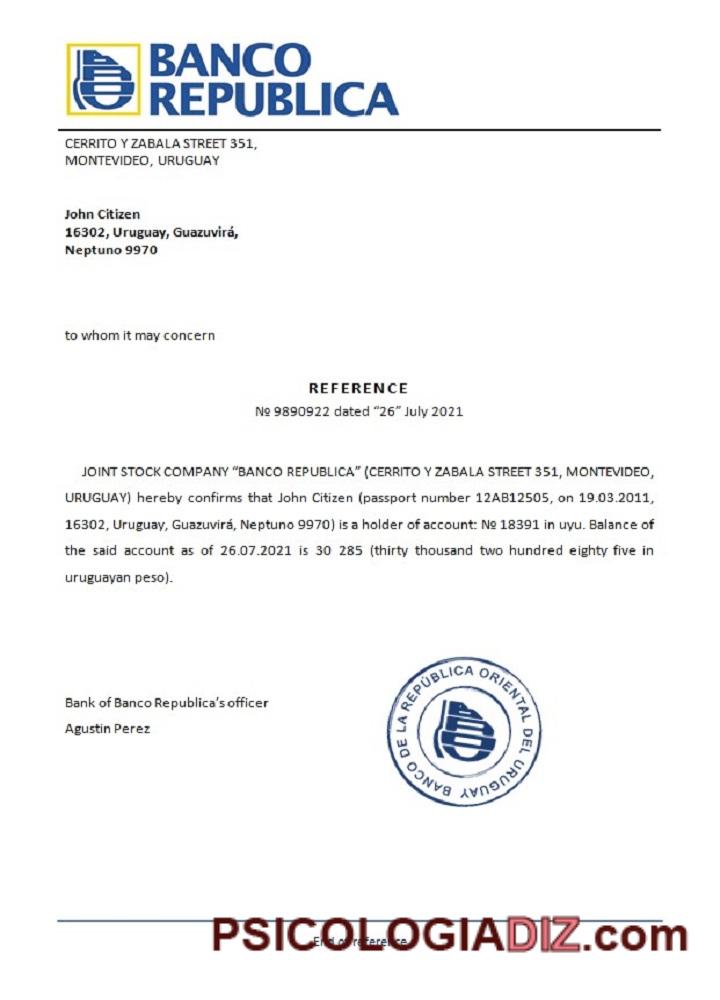 BANCO
REPUBLICA
CERRITO Y ZABALA STREET 351,
MONTEVIDEO, URUGUAY
John Citizen
16302, Uruguay, Guazuvirá,
Neptuno 9970
to whom it may concern
REFERENCE
№ 9890922 dated “26” July 2021
JOINT STOCK COMPANY “BANCO REPUBLICA” (CERRITO Y ZABALA STREET 351, MONTEVIDEO,
URUGUAY) hereby confirms that John Citizen (passport number 12AB12505, on 19.03.2011,
16302, Uruguay, Guazuvirá, Neptuno 9970) is a holder of account: № 18391 in uyu. Balance of
the said account as of 26.07.2021 is 30 285 (thirty thousand two hundred eighty five in
uruguayan peso).
Bank of Banco Republica’s officer
Agustin Perez
BANCO DE LA REPÚBLICA ORIENTAL DEL URUGUAY
End of reference
PSICOLOGIADIZ.com